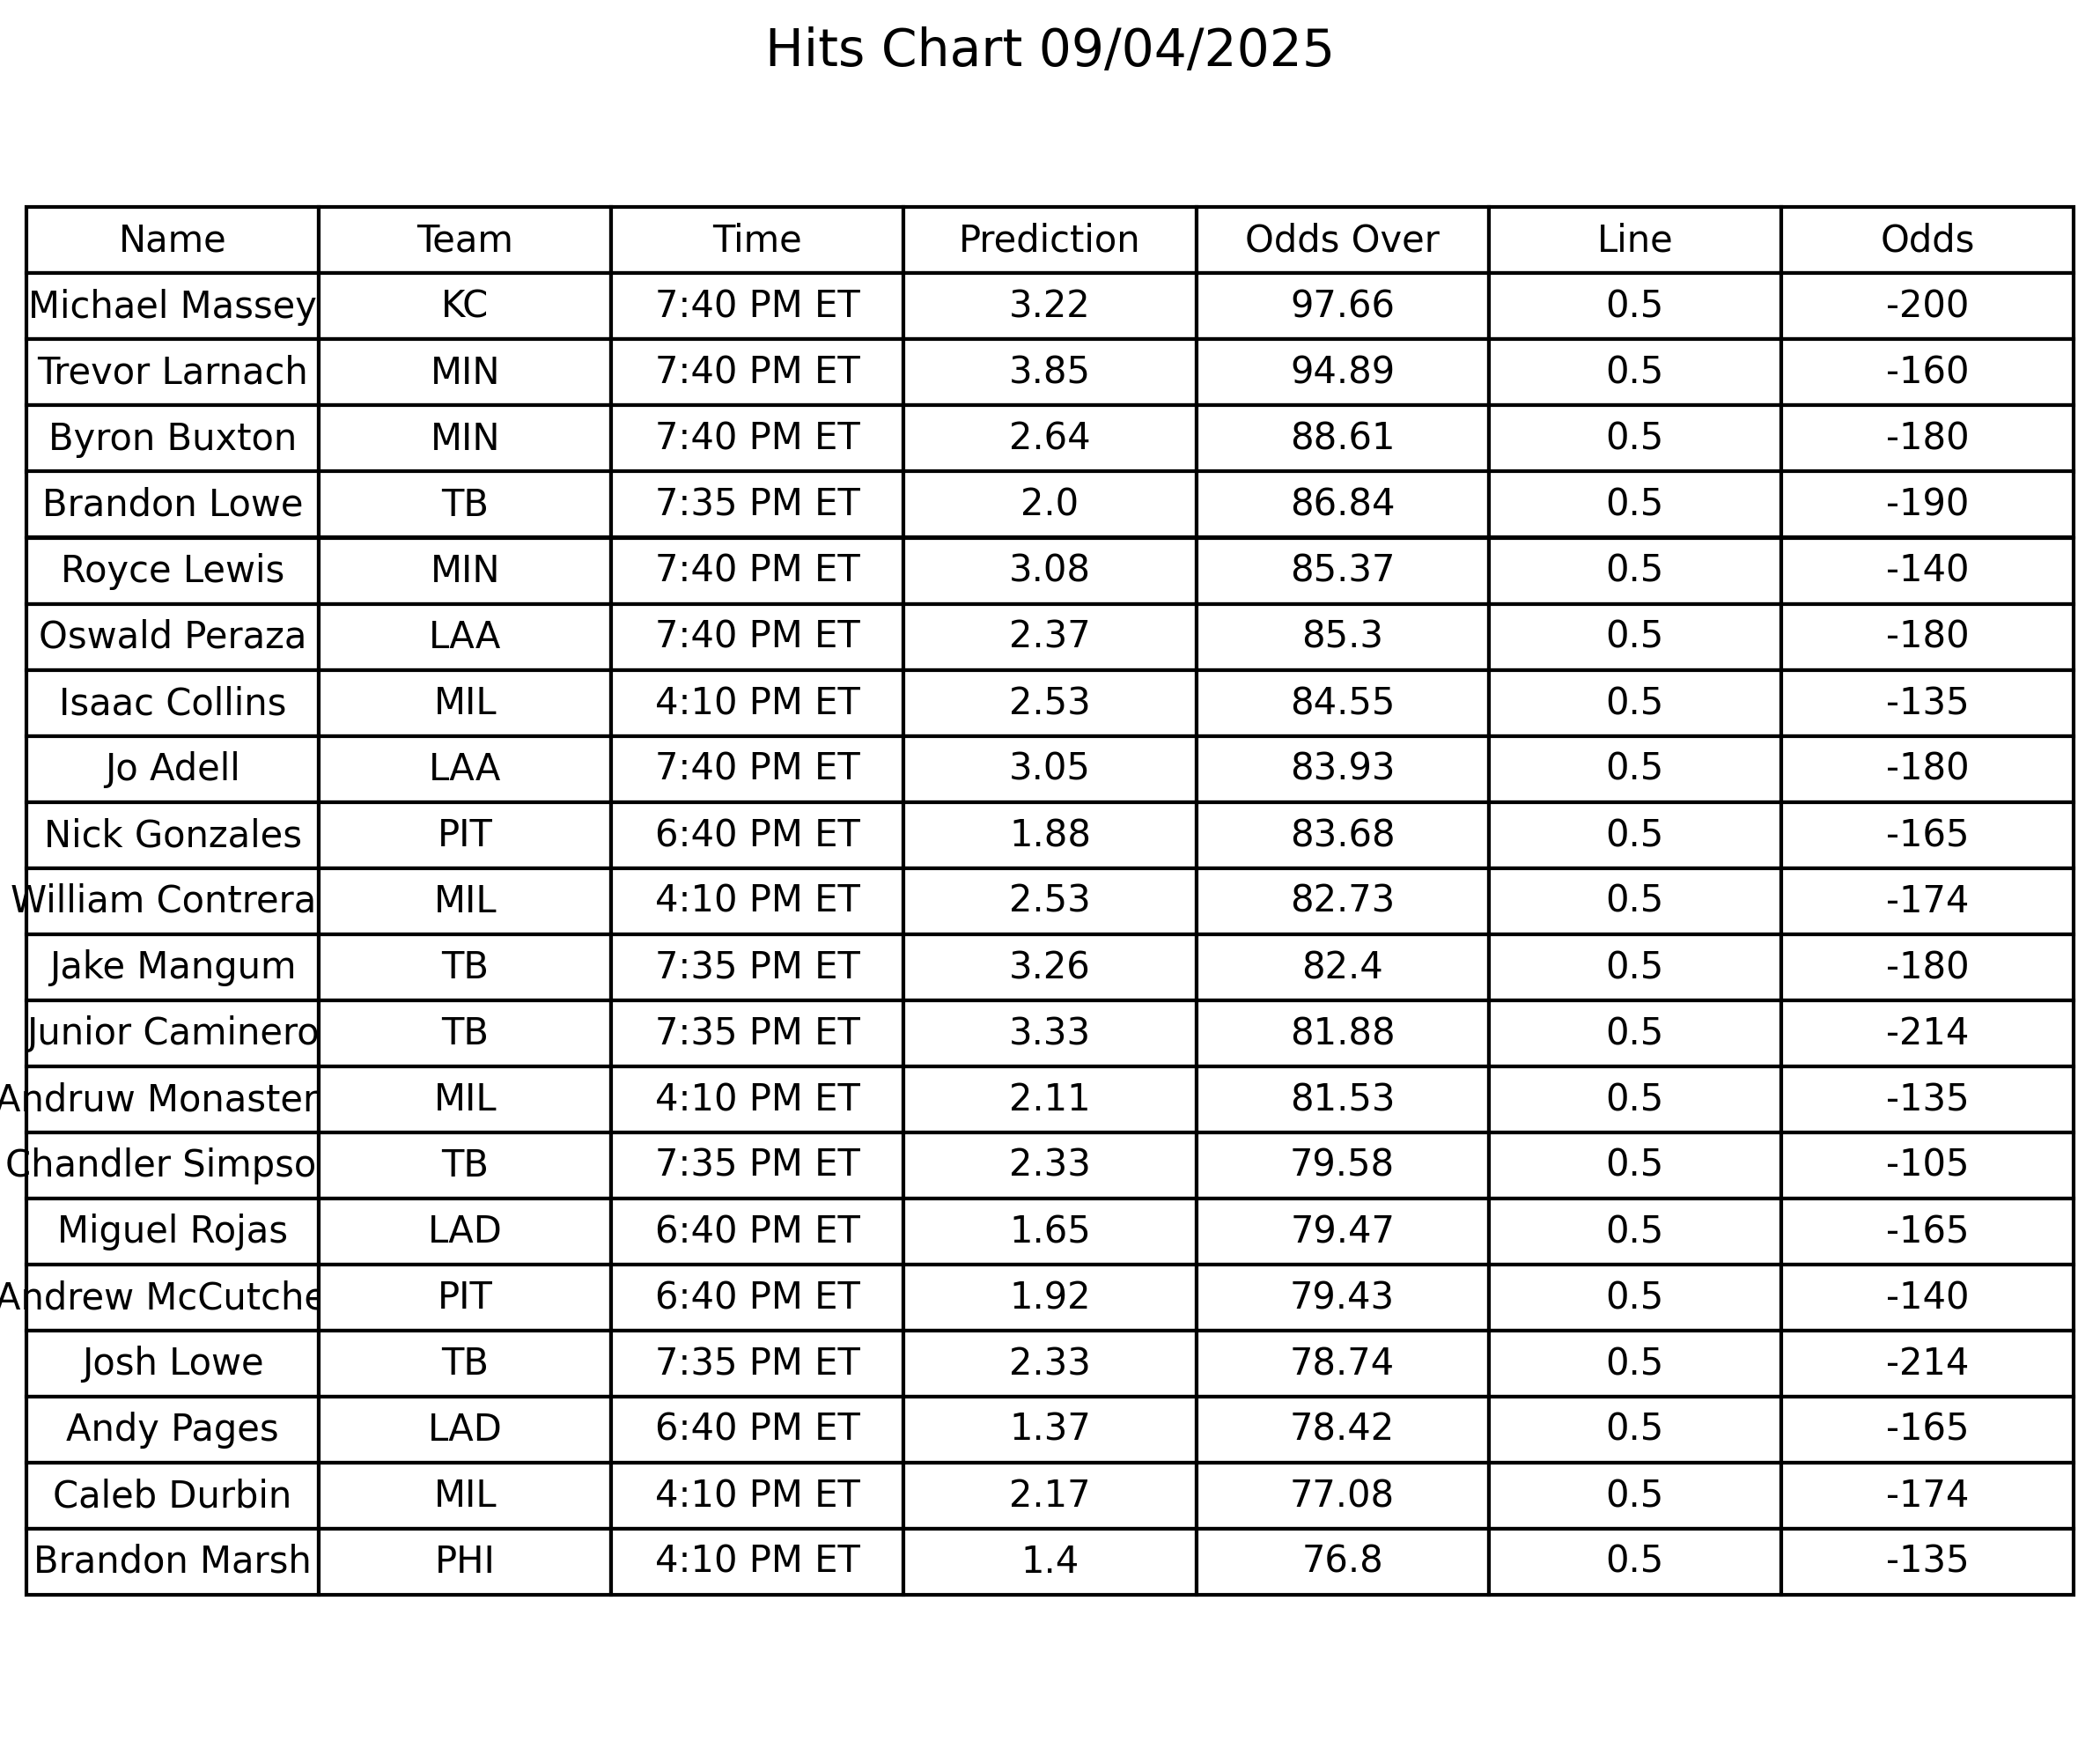 Hits Chart 09/04/2025
Name Team Time Prediction Odds Over Line Odds
Michael Massey KC 7:40 PM ET 3.22 97.66 0.5 -200
Trevor Larnach MIN 7:40 PM ET 3.85 94.89 0.5 -160
Byron Buxton MIN 7:40 PM ET 2.64 88.61 0.5 -180
Brandon Lowe TB 7:35 PM ET 2.0 86.84 0.5 -190
Royce Lewis MIN 7:40 PM ET 3.08 85.37 0.5 -140
Oswald Peraza LAA 7:40 PM ET 2.37 85.3 0.5 -180
Isaac Collins MIL 4:10 PM ET 2.53 84.55 0.5 -135
Jo Adell LAA 7:40 PM ET 3.05 83.93 0.5 -180
Nick Gonzales PIT 6:40 PM ET 1.88 83.68 0.5 -165
William Contrera MIL 4:10 PM ET 2.53 82.73 0.5 -174
Jake Mangum TB 7:35 PM ET 3.26 82.4 0.5 -180
Junior Caminero TB 7:35 PM ET 3.33 81.88 0.5 -214
Andruw Monaster MIL 4:10 PM ET 2.11 81.53 0.5 -135
Chandler Simpso TB 7:35 PM ET 2.33 79.58 0.5 -105
Miguel Rojas LAD 6:40 PM ET 1.65 79.47 0.5 -165
Andrew McCutche PIT 6:40 PM ET 1.92 79.43 0.5 -140
Josh Lowe TB 7:35 PM ET 2.33 78.74 0.5 -214
Andy Pages LAD 6:40 PM ET 1.37 78.42 0.5 -165
Caleb Durbin MIL 4:10 PM ET 2.17 77.08 0.5 -174
Brandon Marsh PHI 4:10 PM ET 1.4 76.8 0.5 -135